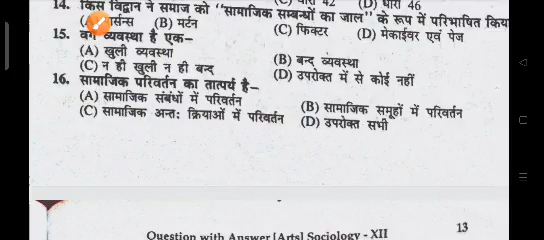 (C) धारा 42 (D) धारा 46
14. किस विद्वान ने समाज को "सामाजिक सम्बन्धों का जाल" के रूप में परिभाषित किया
(B) मर्टन (C) फिक्टर (D) मेकाईवर एवं पेज
15. वर्ग व्यवस्था है एक–
(A) खुली व्यवस्था (B) बन्द व्यवस्था
(C) न ही खुली न ही बन्द (D) उपरोक्त में से कोई नहीं
16. सामाजिक परिवर्तन का तात्पर्य है–
(A) सामाजिक संबंधों में परिवर्तन (B) सामाजिक समूहों में परिवर्तन
(C) सामाजिक अन्तः क्रियाओं में परिवर्तन (D) उपरोक्त सभी
13
Question with Answer [Arts] Sociology - XII